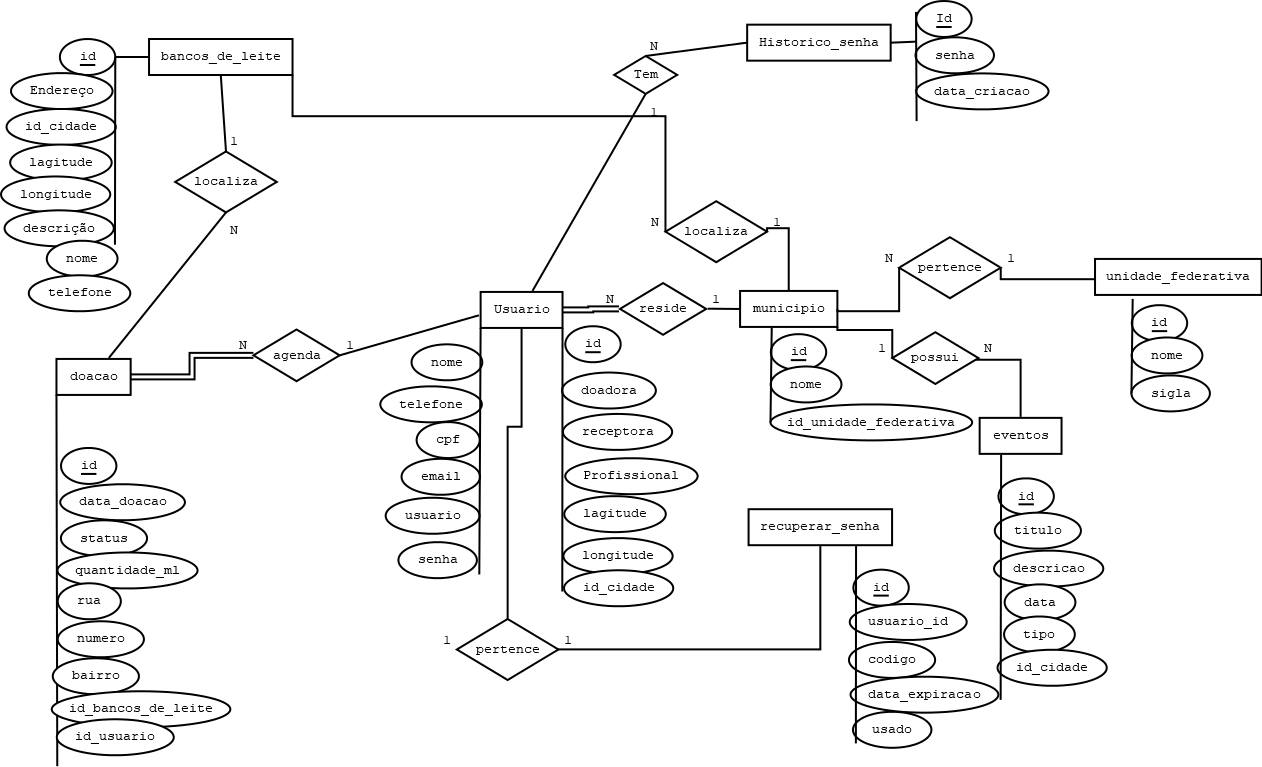 Id
Historico_senha
senha
data_criacao
N
Tem
id
bancos_de_leite
Endereço
id_cidade
lagitude
longitude
descrição
nome
telefone
1
localiza
N
1
N
localiza
1
N
pertence
1
unidade_federativa
id
nome
sigla
Usuario
N
reside
1
municipio
id
nome
id_unidade_federativa
1
possui
N
eventos
id
titulo
descricao
data
tipo
id_cidade
doacao
N
agenda
1
id
data_doacao
status
quantidade_ml
rua
numero
bairro
id_bancos_de_leite
id_usuario
nome
telefone
cpf
email
usuario
senha
id
doadora
receptora
Profissional
lagitude
longitude
id_cidade
1
pertence
1
recuperar_senha
id
usuario_id
codigo
data_expiracao
usado